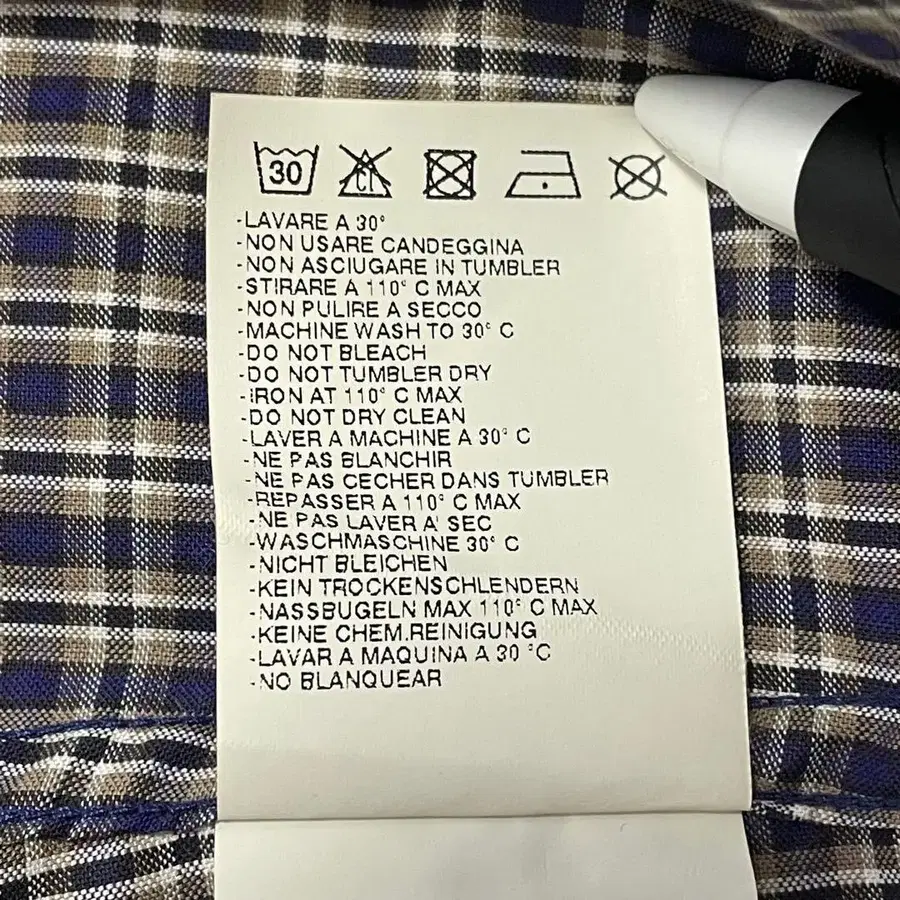 30 CL
-LAVARE A 30°
-NON USARE CANDEGGINA
-NON ASCIUGARE IN TUMBLER
-STIRARE A 110° C MAX
-NON PULIRE A SECCO
-MACHINE WASH TO 30° C
-DO NOT BLEACH
-DO NOT TUMBLER DRY
-IRON AT 110° C MAX
-DO NOT DRY CLEAN
-LAVER A MACHINE A 30° C
-NE PAS BLANCHIR
-NE PAS CECHER DANS TUMBLER
-REPASSER A 110° C MAX
-NE PAS LAVER A' SEC
-WASCHMASCHINE 30° C
-NICHT BLEICHEN
-KEIN TROCKENSCHLENDERN
-NASSBUGELN MAX 110° C MAX
-KEINE CHEM.REINIGUNG
-LAVAR A MAQUINA A 30 °C
-NO BLANQUEAR